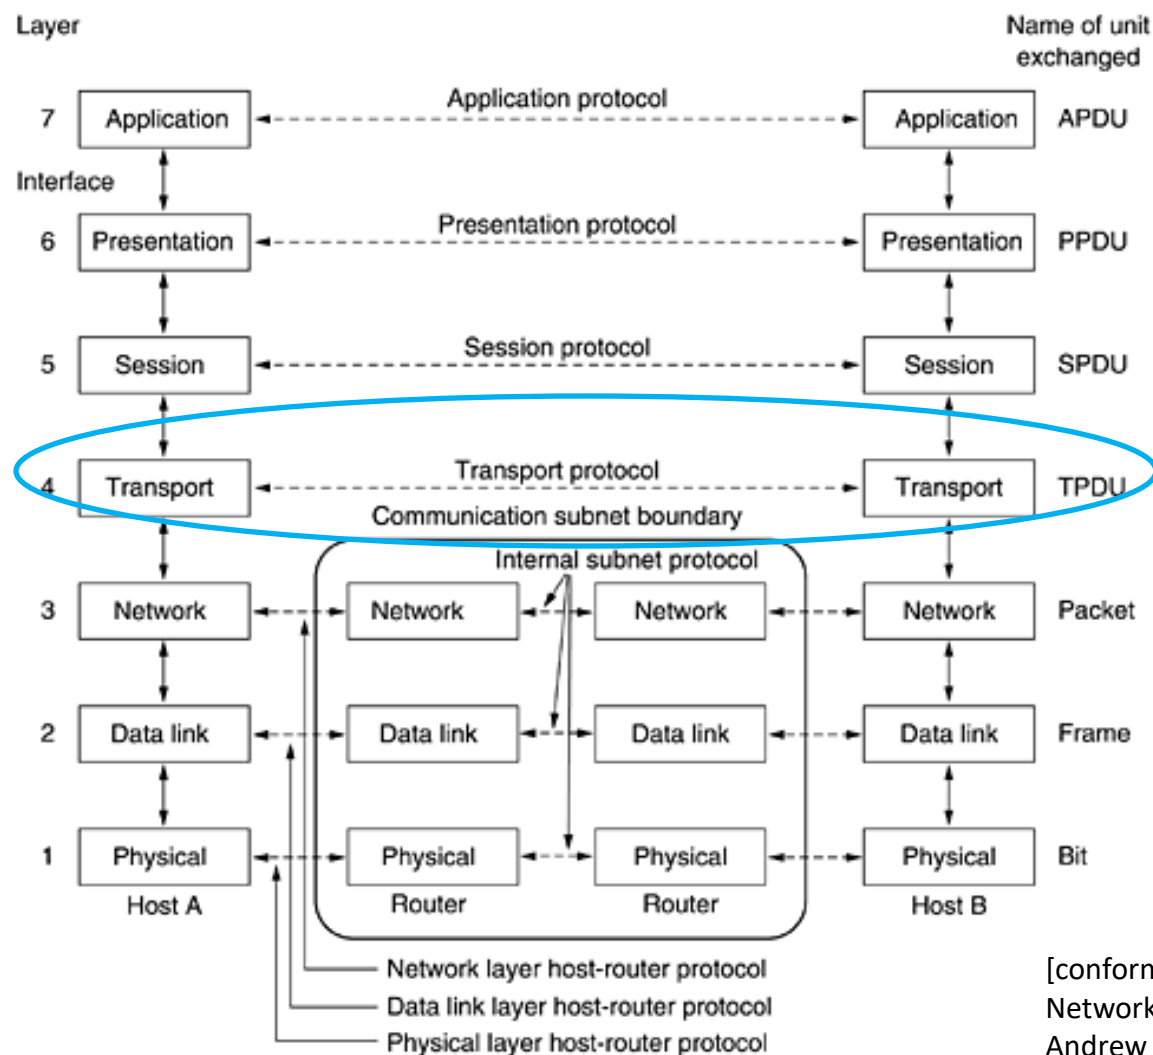 Layer
Name of unit
exchanged
Application protocol
7 Application Application APDU
Interface
Presentation protocol
6 Presentation Presentation PPDU
Session protocol
5 Session Session SPDU
Transport protocol
4 Transport Transport TPDU
Communication subnet boundary
Internal subnet protocol
3 Network Network Network Network Packet
2 Data link Data link Data link Data link Frame
1 Physical Physical Physical Physical Bit
Host A Router Router Host B
Network layer host-router protocol
Data link layer host-router protocol
Physical layer host-router protocol
[conform
Network
Andrew